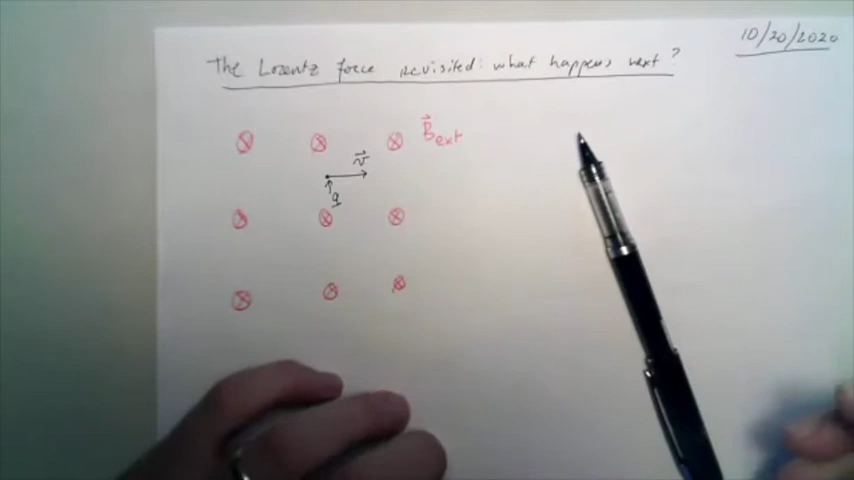 10/20/2020
The Lorentz force revisited: what happens next?
B⃗ext
v⃗
q